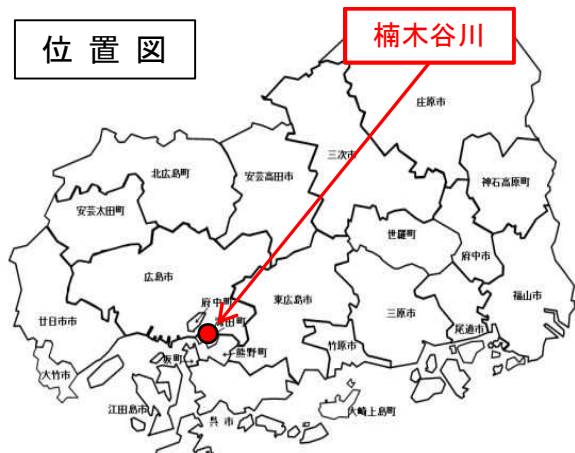 位置図
楠木谷川
庄原市
三次市
北広島町
安芸高田市
神石高原町
安芸太田町
世羅町
府中市
広島市
東広島市
福山市
府中町
三原市
廿日市市
尾道市
竹原市
熊野町
坂町
大竹市
江田島市
大崎上島町
呉市